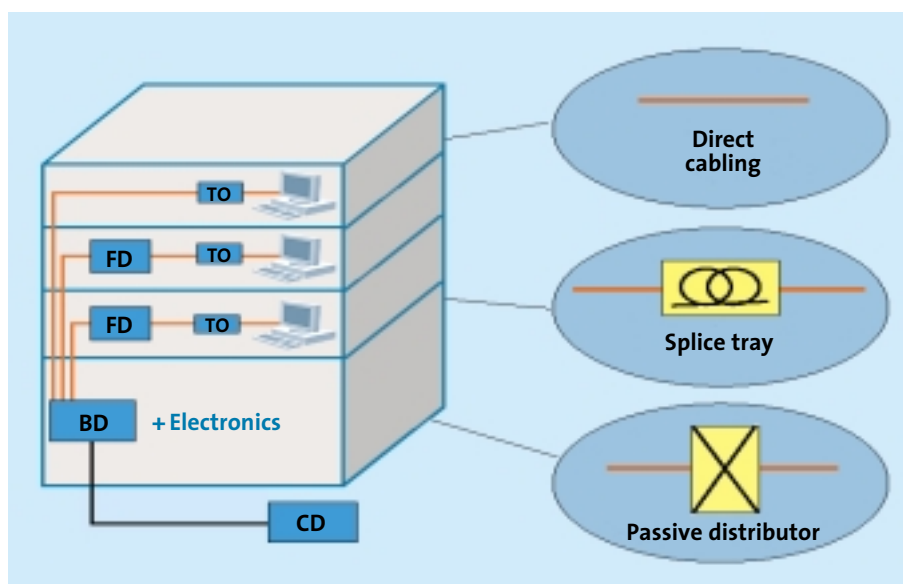 TO
FD
TO
FD
TO
BD
+ Electronics
CD
Direct
cabling
Splice tray
Passive distributor